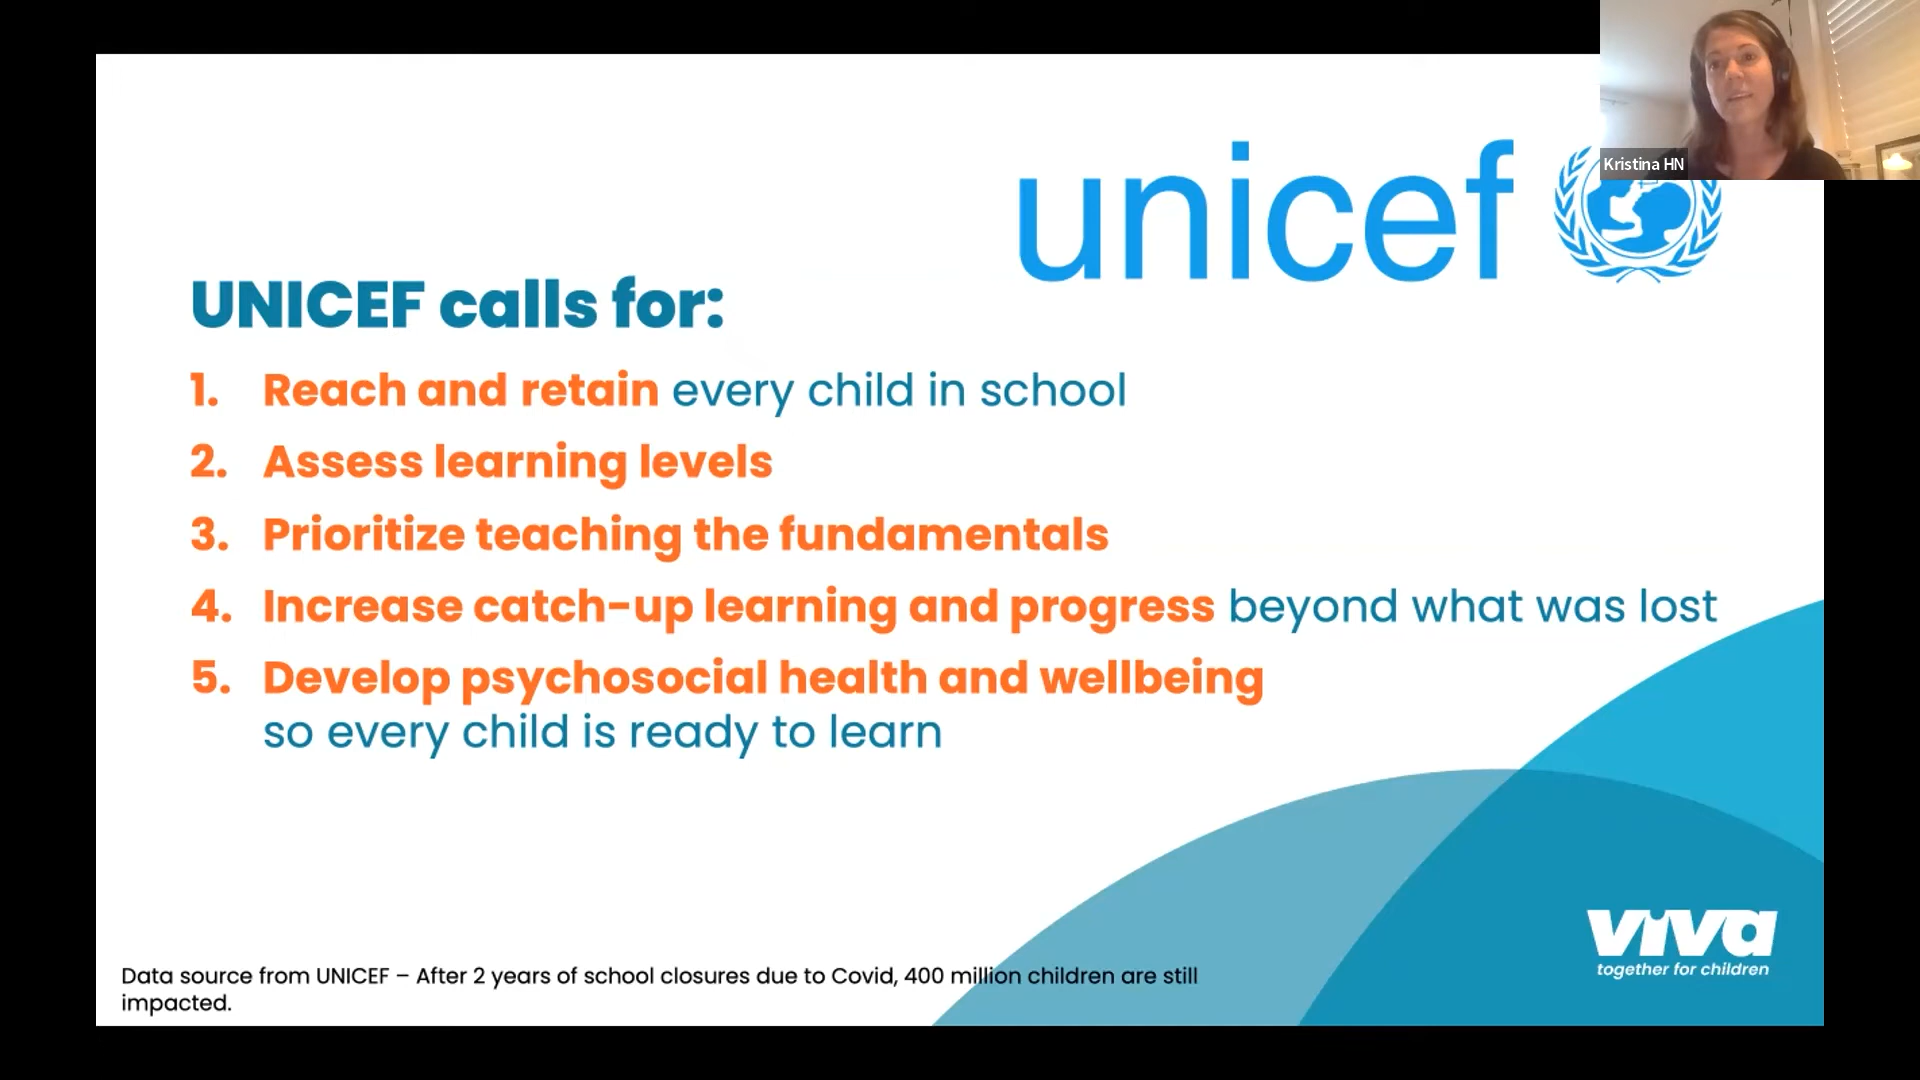 Kristina HN
unicef
UNICEF calls for:
1. Reach and retain every child in school
2. Assess learning levels
3. Prioritize teaching the fundamentals
4. Increase catch-up learning and progress beyond what was lost
5. Develop psychosocial health and wellbeing
so every child is ready to learn
viva
together for children
Data source from UNICEF – After 2 years of school closures due to Covid, 400 million children are still
impacted.